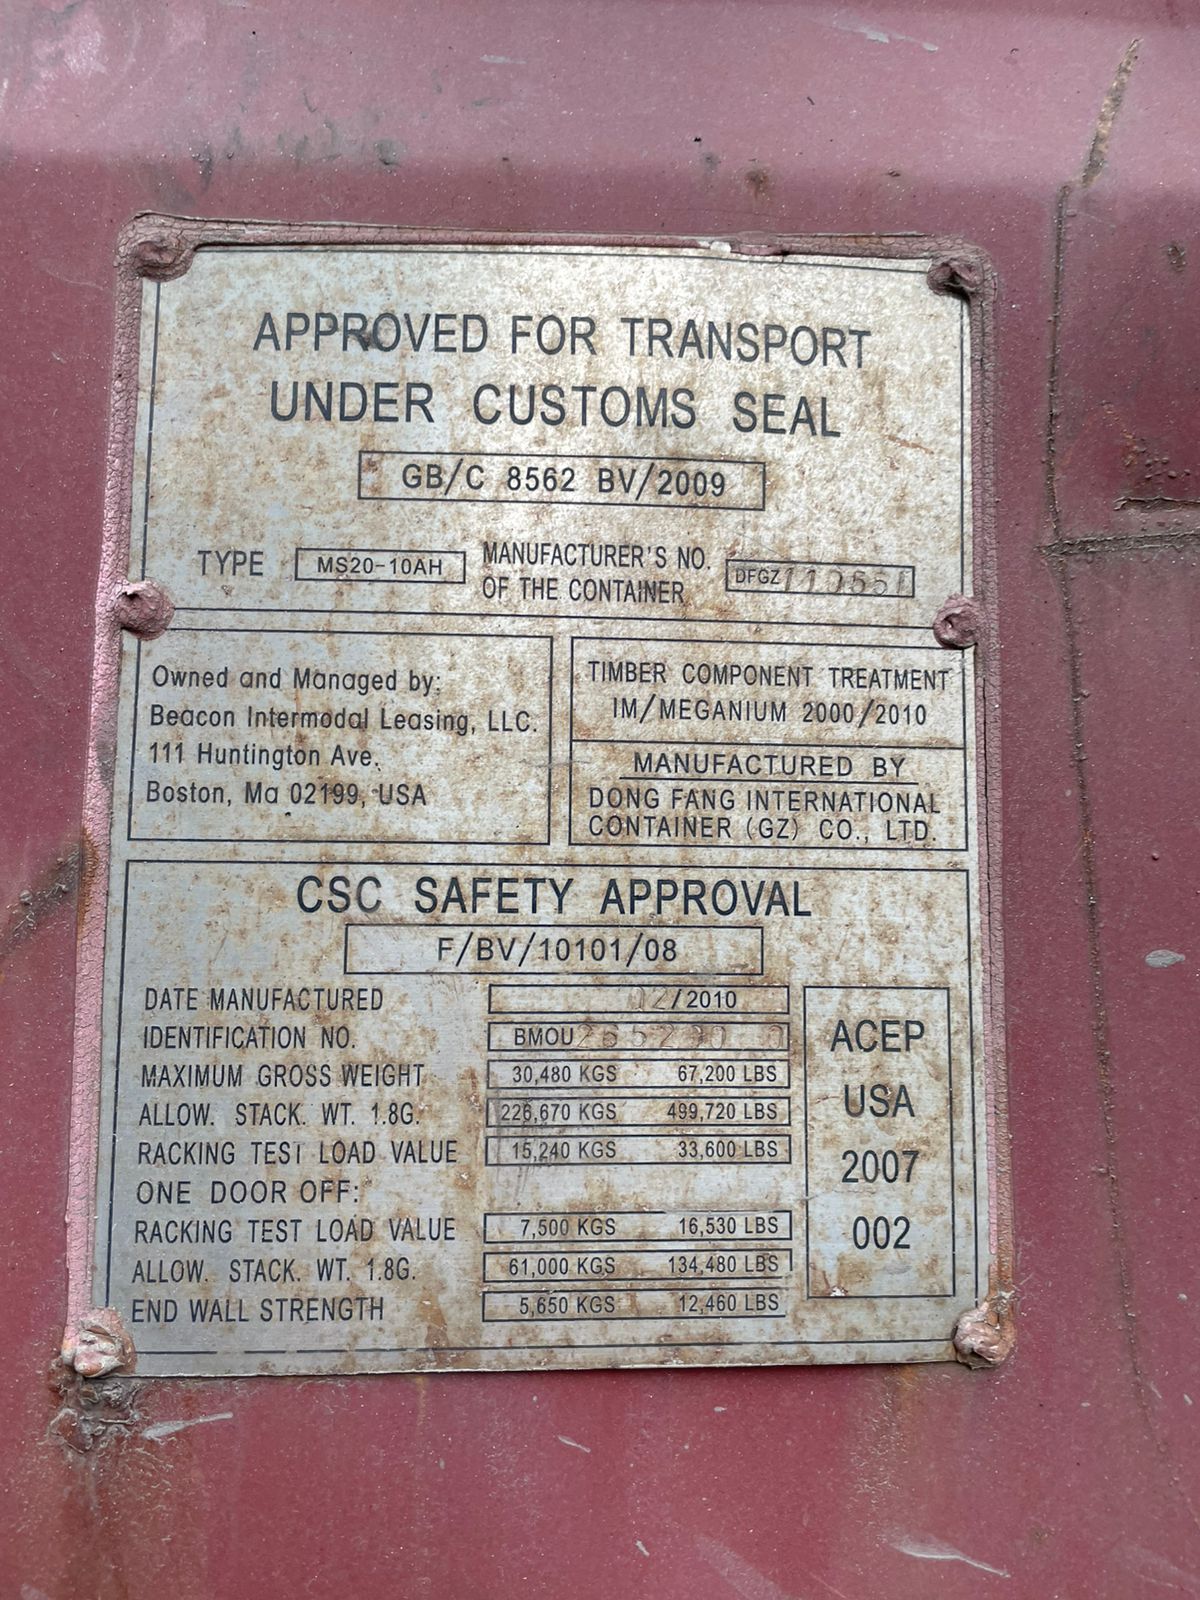 APPROVED FOR TRANSPORT
UNDER CUSTOMS SEAL
GB/C 8562 BV/2009
TYPE MS20-10AH MANUFACTURER'S NO.
OF THE CONTAINER DFGZ
Owned and Managed by:
Beacon Intermodal Leasing, LLC.
111 Huntington Ave.
Boston, Ma 02199, USA
TIMBER COMPONENT TREATMENT
IM/MEGANIUM 2000/2010
MANUFACTURED BY
DONG FANG INTERNATIONAL
CONTAINER (GZ) CO., LTD.
CSC SAFETY APPROVAL
F/BV/10101/08
DATE MANUFACTURED 02/2010
IDENTIFICATION NO. BMOU
MAXIMUM GROSS WEIGHT 30,480 KGS 67,200 LBS
ALLOW. STACK. WT. 1.8G. 226,670 KGS 499,720 LBS
RACKING TEST LOAD VALUE 15,240 KGS 33,600 LBS
ONE DOOR OFF:
RACKING TEST LOAD VALUE 7,500 KGS 16,530 LBS
ALLOW. STACK. WT. 1.8G. 61,000 KGS 134,480 LBS
END WALL STRENGTH 5,650 KGS 12,460 LBS
ACEP
USA
2007
002